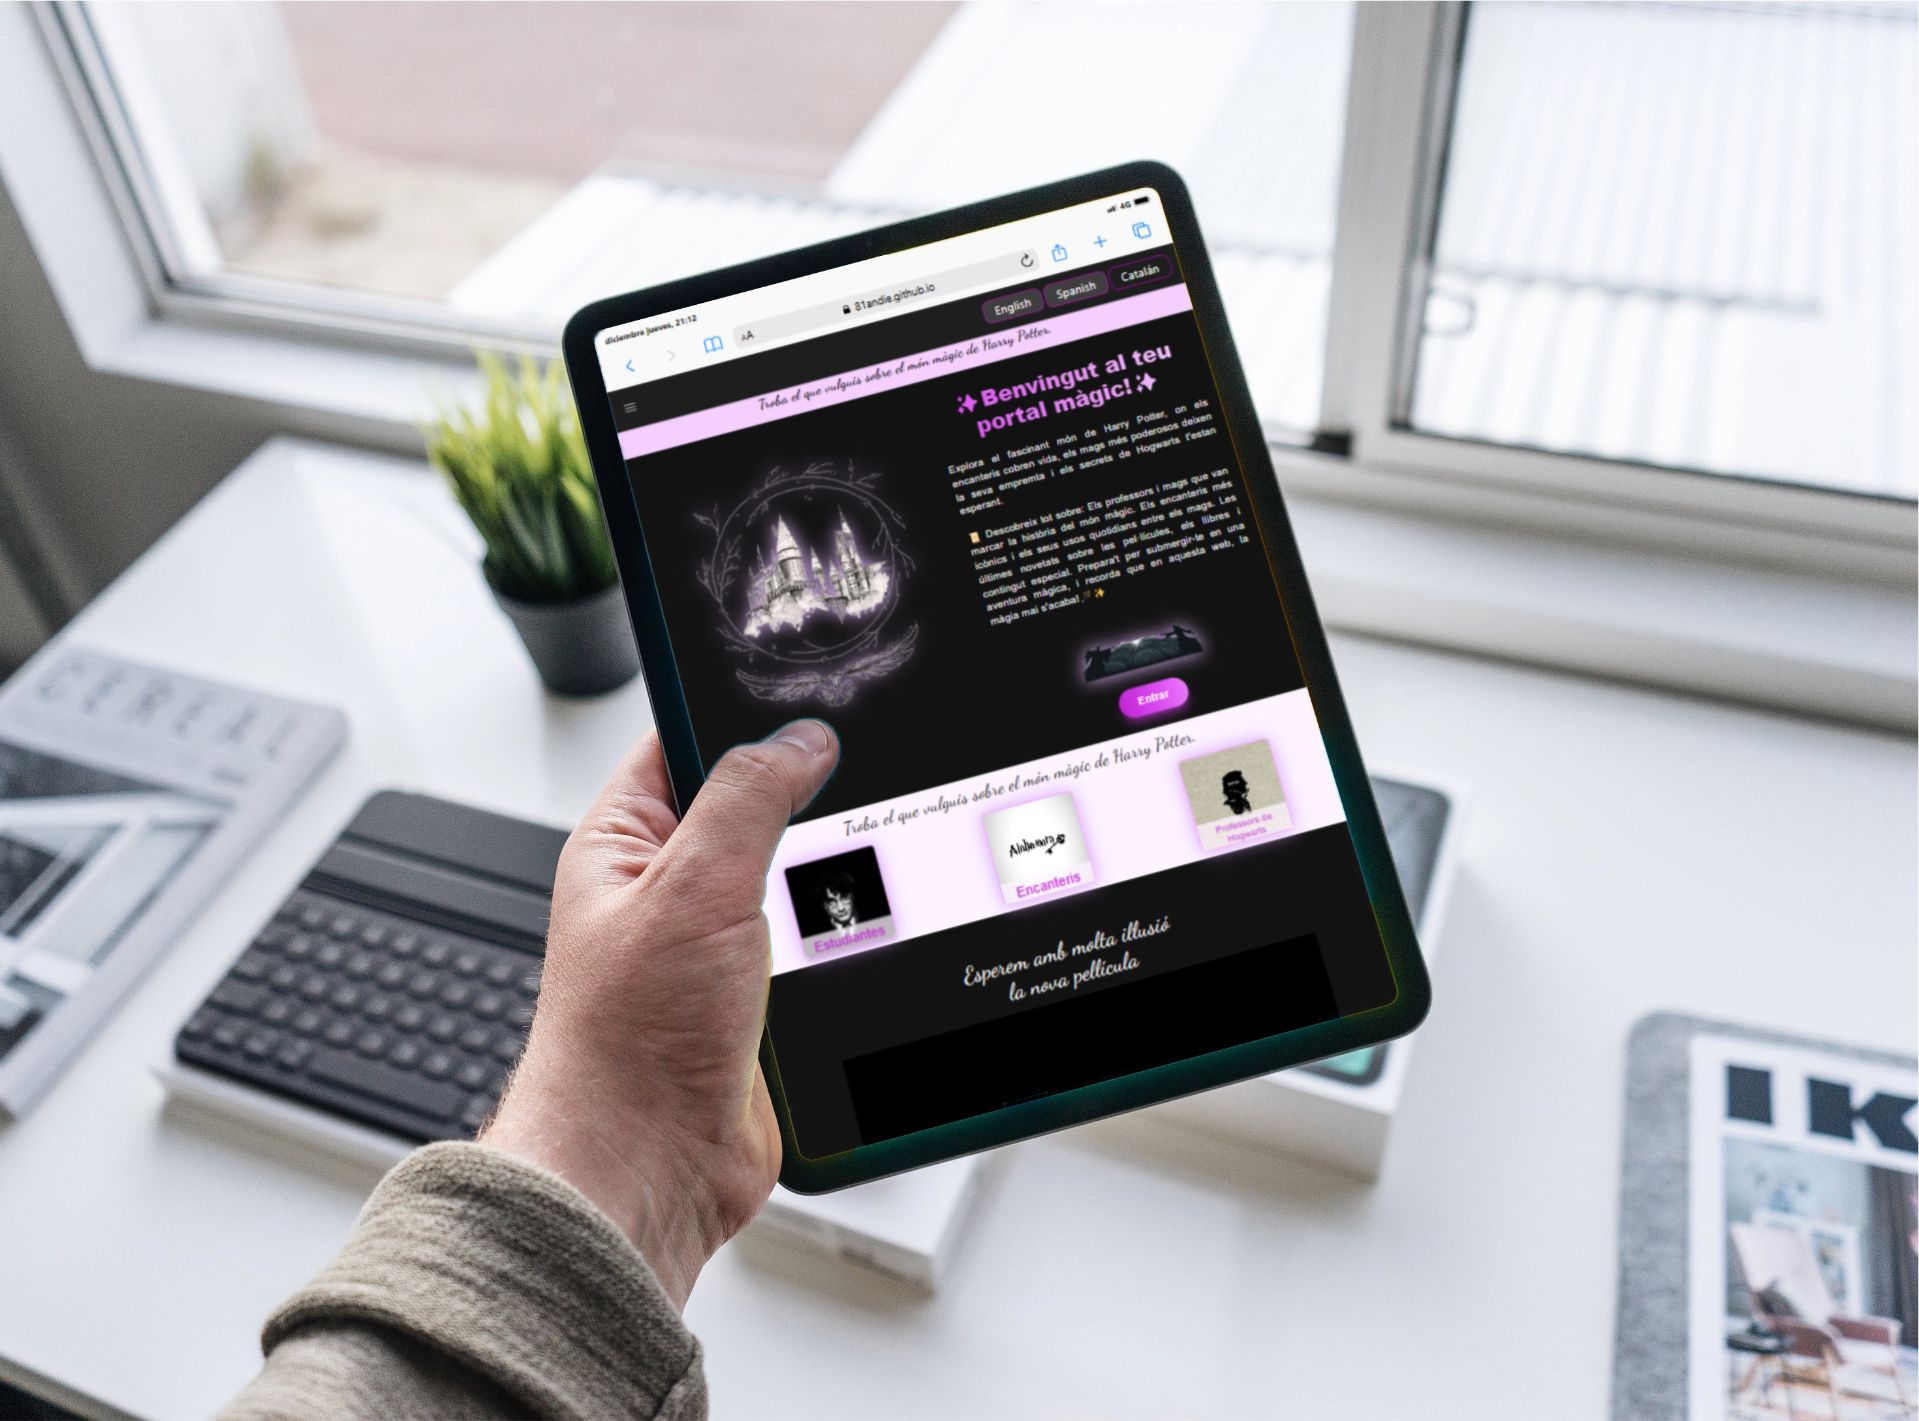 diciembre jueves, 21:12
4G
AA
81andie.github.io
English
Spanish
Catalán
Troba el que vulguis sobre el món màgic de Harry Potter.
✨Benvingut al teu
portal màgic!✨
Explora el fascinant món de Harry Potter, on els
encanteris cobren vida, els mags més poderosos deixen
la seva empremta i els secrets de Hogwarts t'estan
esperant.
📜 Descobreix tot sobre: Els professors i mags que van
marcar la història del món màgic. Els encanteris més
icònics i els seus usos quotidians entre els mags. Les
últimes novetats sobre les pel·lícules, els llibres i
contingut especial. Prepara't per submergir-te en una
aventura màgica, i recorda que en aquesta web, la
màgia mai s'acaba!🪄✨
Entrar
Troba el que vulguis sobre el món màgic de Harry Potter.
Estudiantes
Alohomora
Encanteris
Professors de
Hogwarts
Esperem amb molta illusió
la nova pellicula
CEREAL
IK